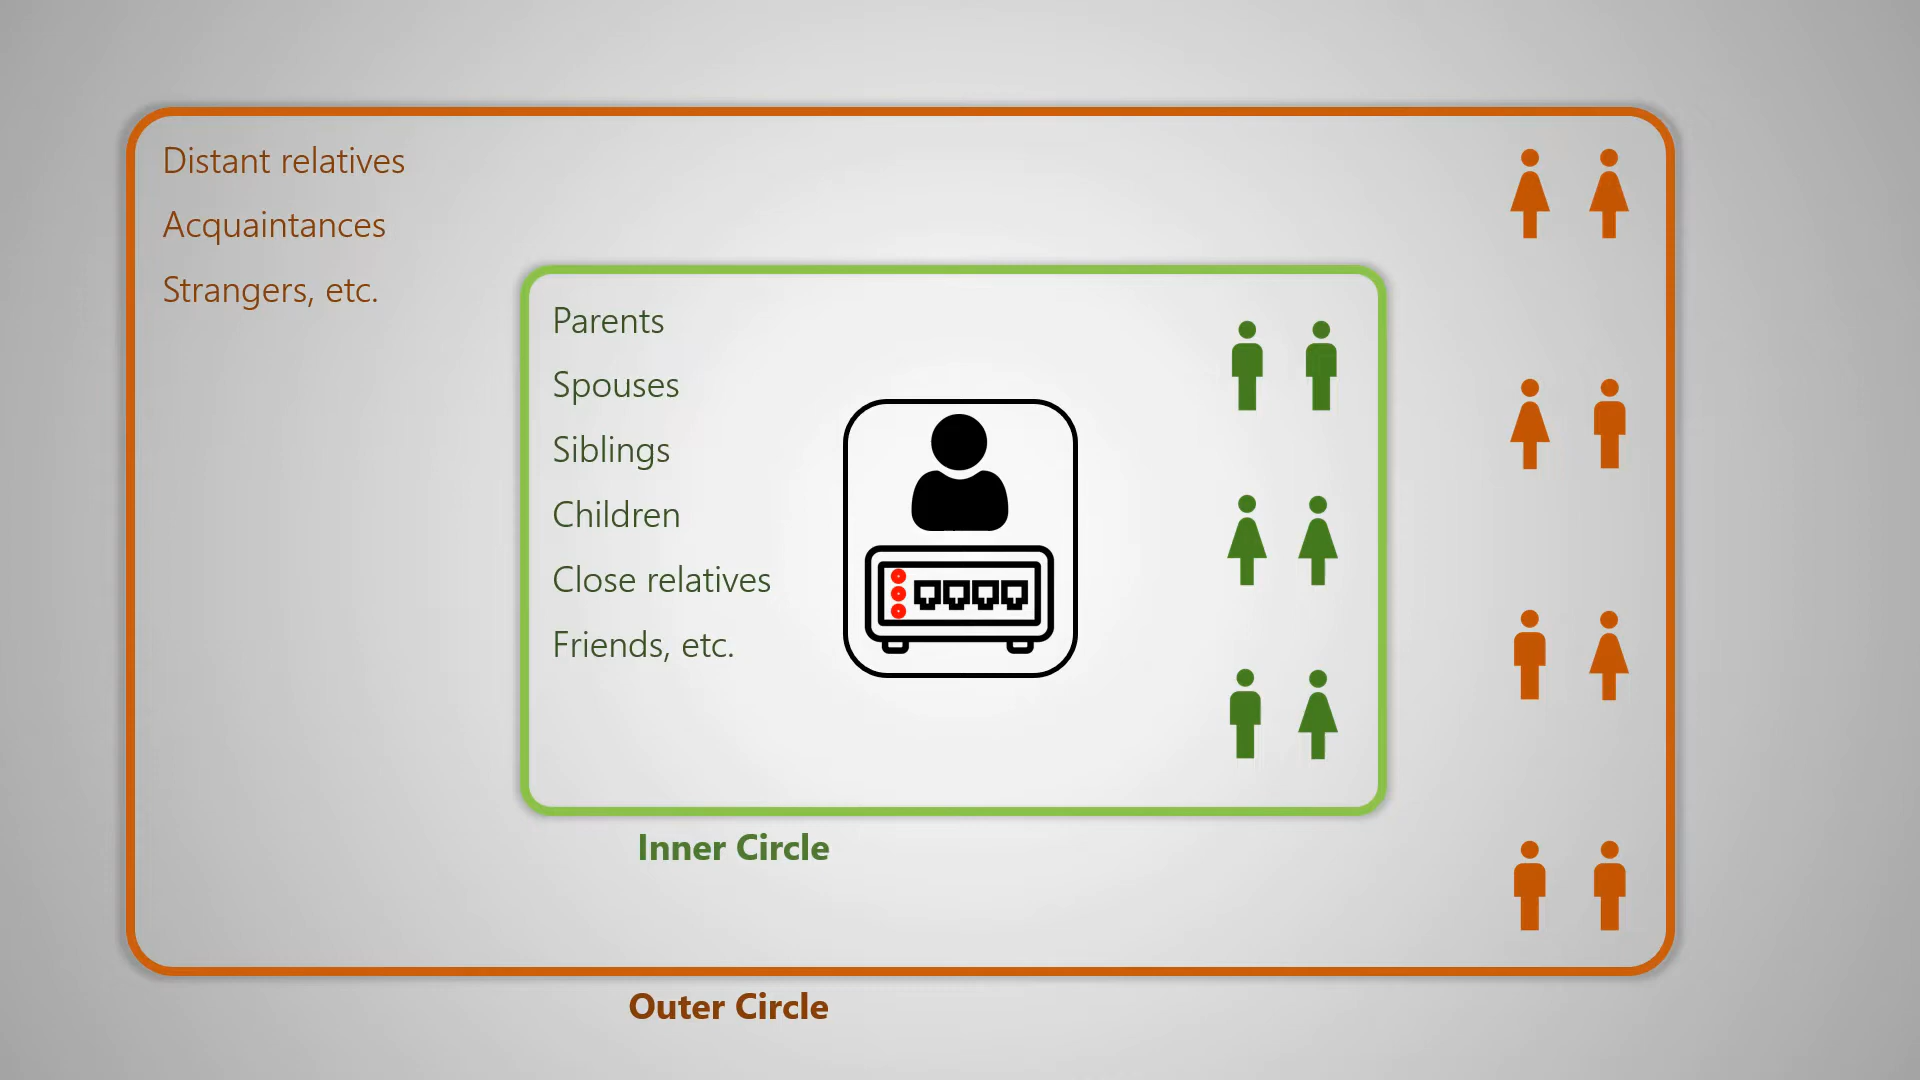 Distant relatives
Acquaintances
Strangers, etc.
Parents
Spouses
Siblings
Children
Close relatives
Friends, etc.
Inner Circle
Outer Circle